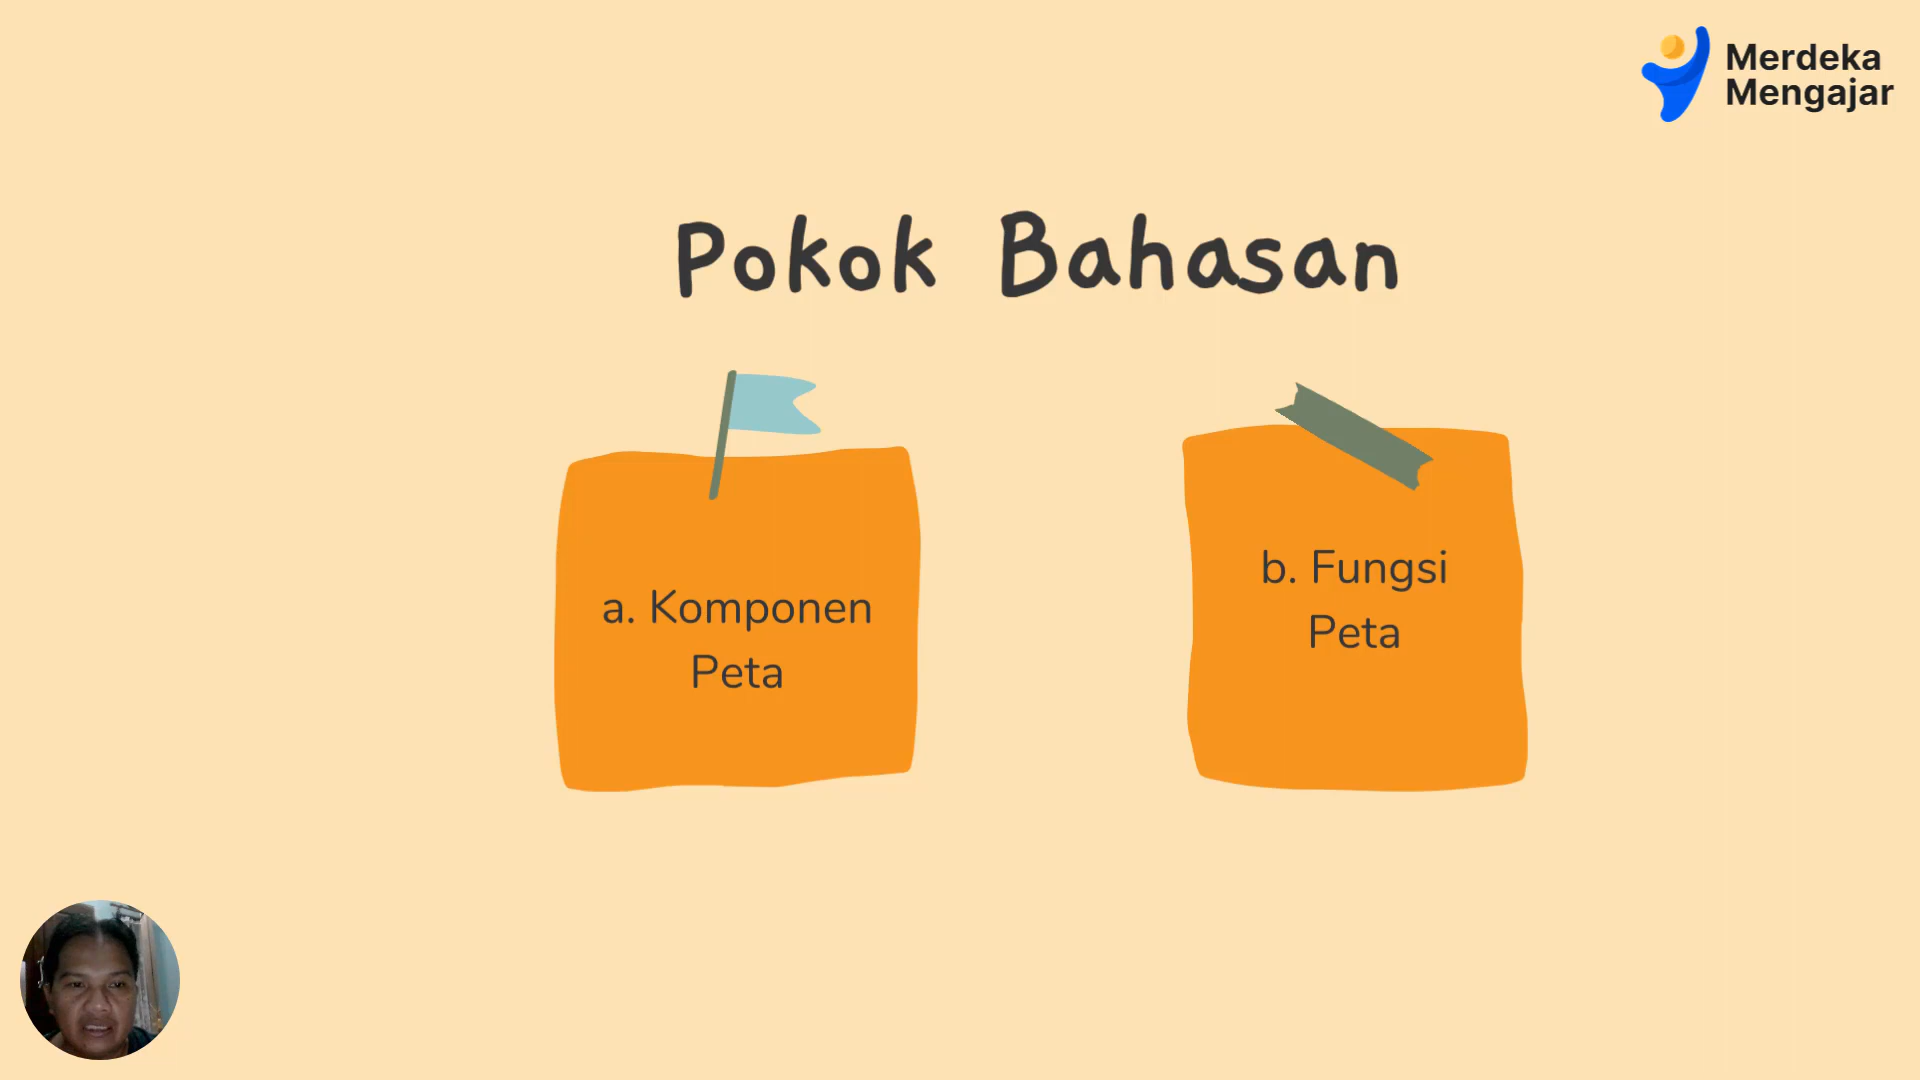 Merdeka
Mengajar
Pokok Bahasan
a. Komponen
Peta
b. Fungsi
Peta